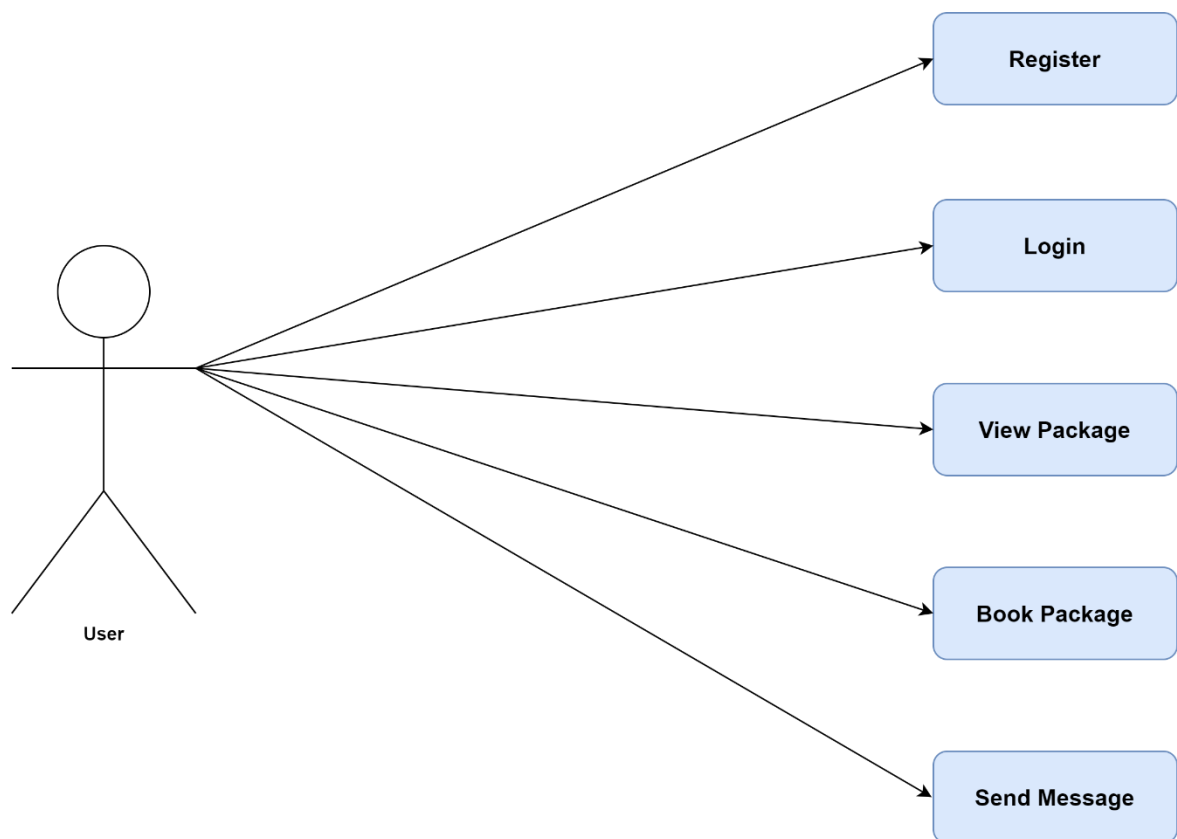 Register
Login
View Package
Book Package
User
Send Message